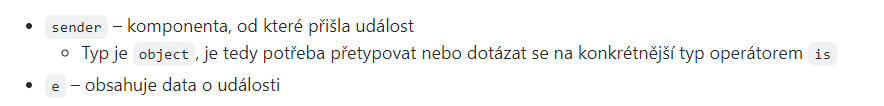 sender – komponenta, od které přišla událost
Typ je object, je tedy potřeba přetypovat nebo dotázat se na konkrétnější typ operátorem is
e – obsahuje data o události